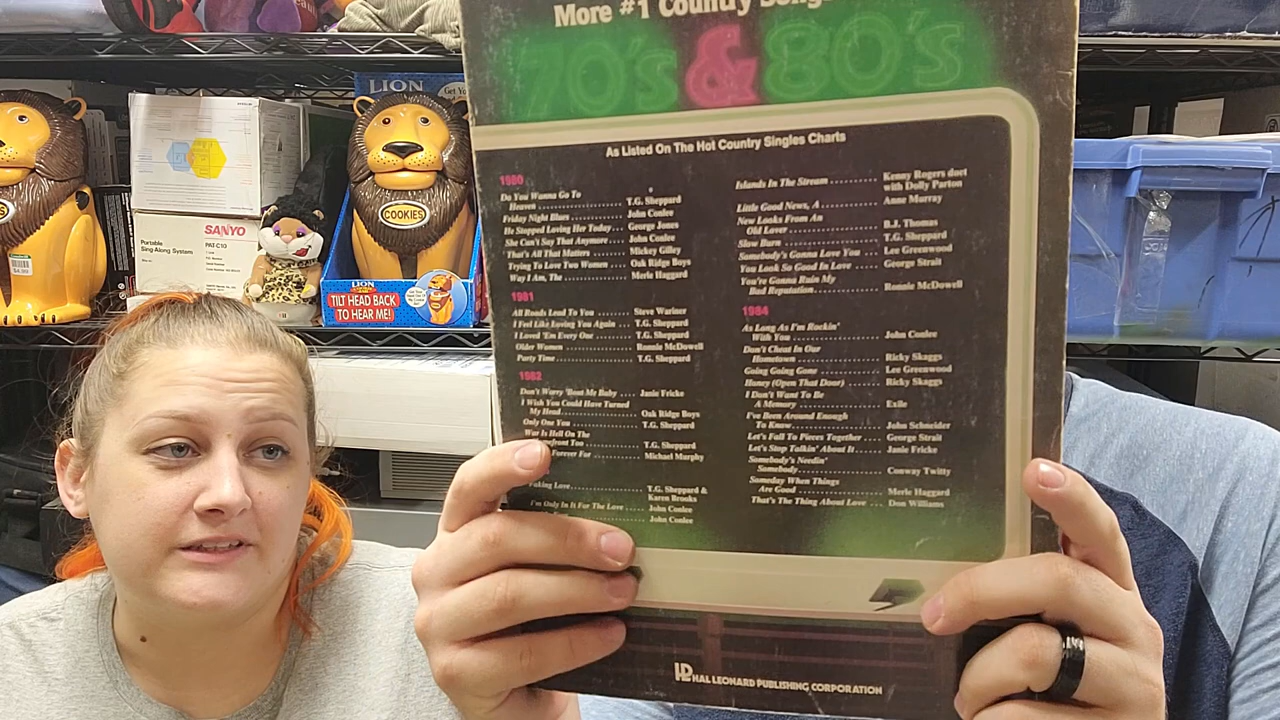 More #1 Country Songs
70's & 80's
As Listed On The Hot Country Singles Charts
1980
Do You Wanna Go To
Heaven .................... T.G. Sheppard
Friday Night Blues ............ John Conlee
He Stopped Loving Her Today ... George Jones
She Can't Say That Anymore .... John Conlee
That's All That Matters ........ Mickey Gilley
Trying To Love Two Women .... Oak Ridge Boys
Way I Am, The ............... Merle Haggard
1981
All Roads Lead To You ....... Steve Wariner
I Feel Like Loving You Again ... T.G. Sheppard
I Loved 'Em Every One ....... T.G. Sheppard
Older Women ............ Ronnie McDowell
Party Time ................ T.G. Sheppard
1982
Don't Worry 'Bout Me Baby .... Janie Fricke
I Wish You Could Have Turned
My Head................ Oak Ridge Boys
Only One You ............. T.G. Sheppard
War Is Hell On The
Too ............. T.G. Sheppard
Forever For ........... Michael Murphy
Faking Love............... T.G. Sheppard &
Karen Brooks
I'm Only In It For The Love ..... John Conlee
John Conlee
Islands In The Stream ............ Kenny Rogers duet
with Dolly Parton
Little Good News, A ............ Anne Murray
New Looks From An
Old Lover ................ B.J. Thomas
Slow Burn ................ T.G. Sheppard
Somebody's Gonna Love You ... Lee Greenwood
You Look So Good In Love .... George Strait
You're Gonna Ruin My
Bad Reputation............ Ronnie McDowell
1984
As Long As I'm Rockin'
With You ................ John Conlee
Don't Cheat In Our
Hometown ................ Ricky Skaggs
Going Going Gone ............ Lee Greenwood
Honey (Open That Door) ....... Ricky Skaggs
I Don't Want To Be
A Memory ................ Exile
I've Been Around Enough
To Know.................. John Schneider
Let's Fall To Pieces Together .... George Strait
Let's Stop Talkin' About It ...... Janie Fricke
Somebody's Needin'
Somebody................ Conway Twitty
Someday When Things
Are Good ................ Merle Haggard
That's The Thing About Love ... Don Williams
HAL LEONARD PUBLISHING CORPORATION
LION
COOKIES
LION
TILT HEAD BACK
TO HEAR ME!
SANYO
Portable
Sing Along System
PAT-C10